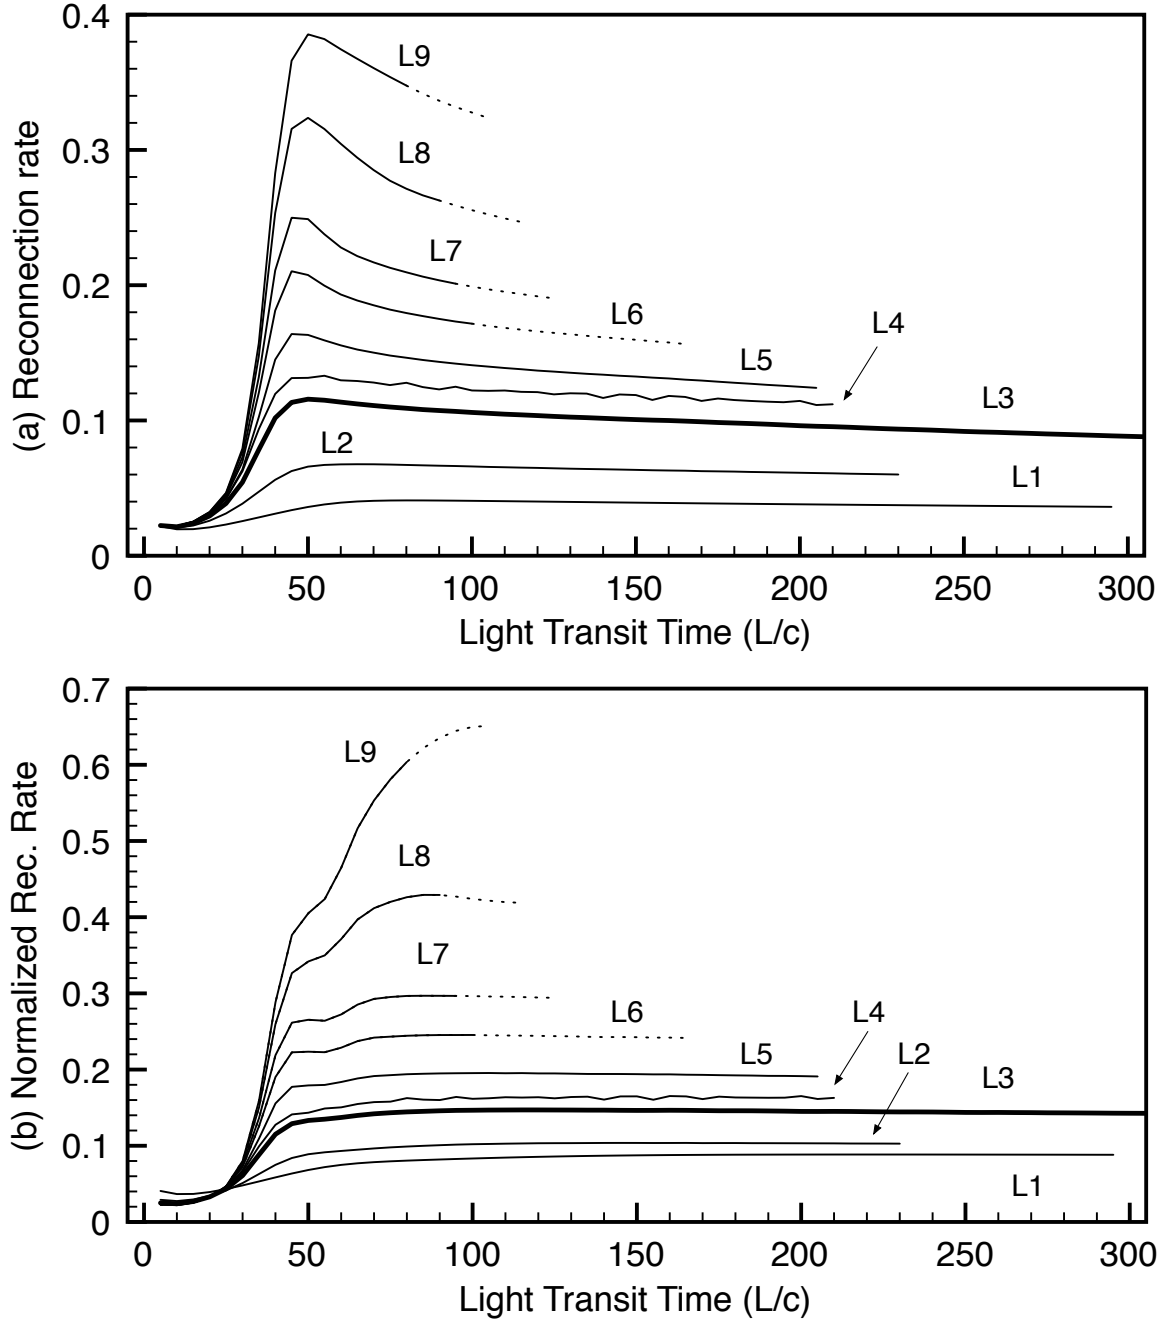 0.4
L9
0.3
L8
L7
0.2
L6
L4
L5
L3
0.1
L2
L1
0
(a) Reconnection rate
0 50 100 150 200 250 300
Light Transit Time (L/c)
0.7
L9
0.6
0.5
L8
0.4
L7
0.3
L6
L4
L5
L2
0.2
L3
0.1
L1
0
(b) Normalized Rec. Rate
0 50 100 150 200 250 300
Light Transit Time (L/c)